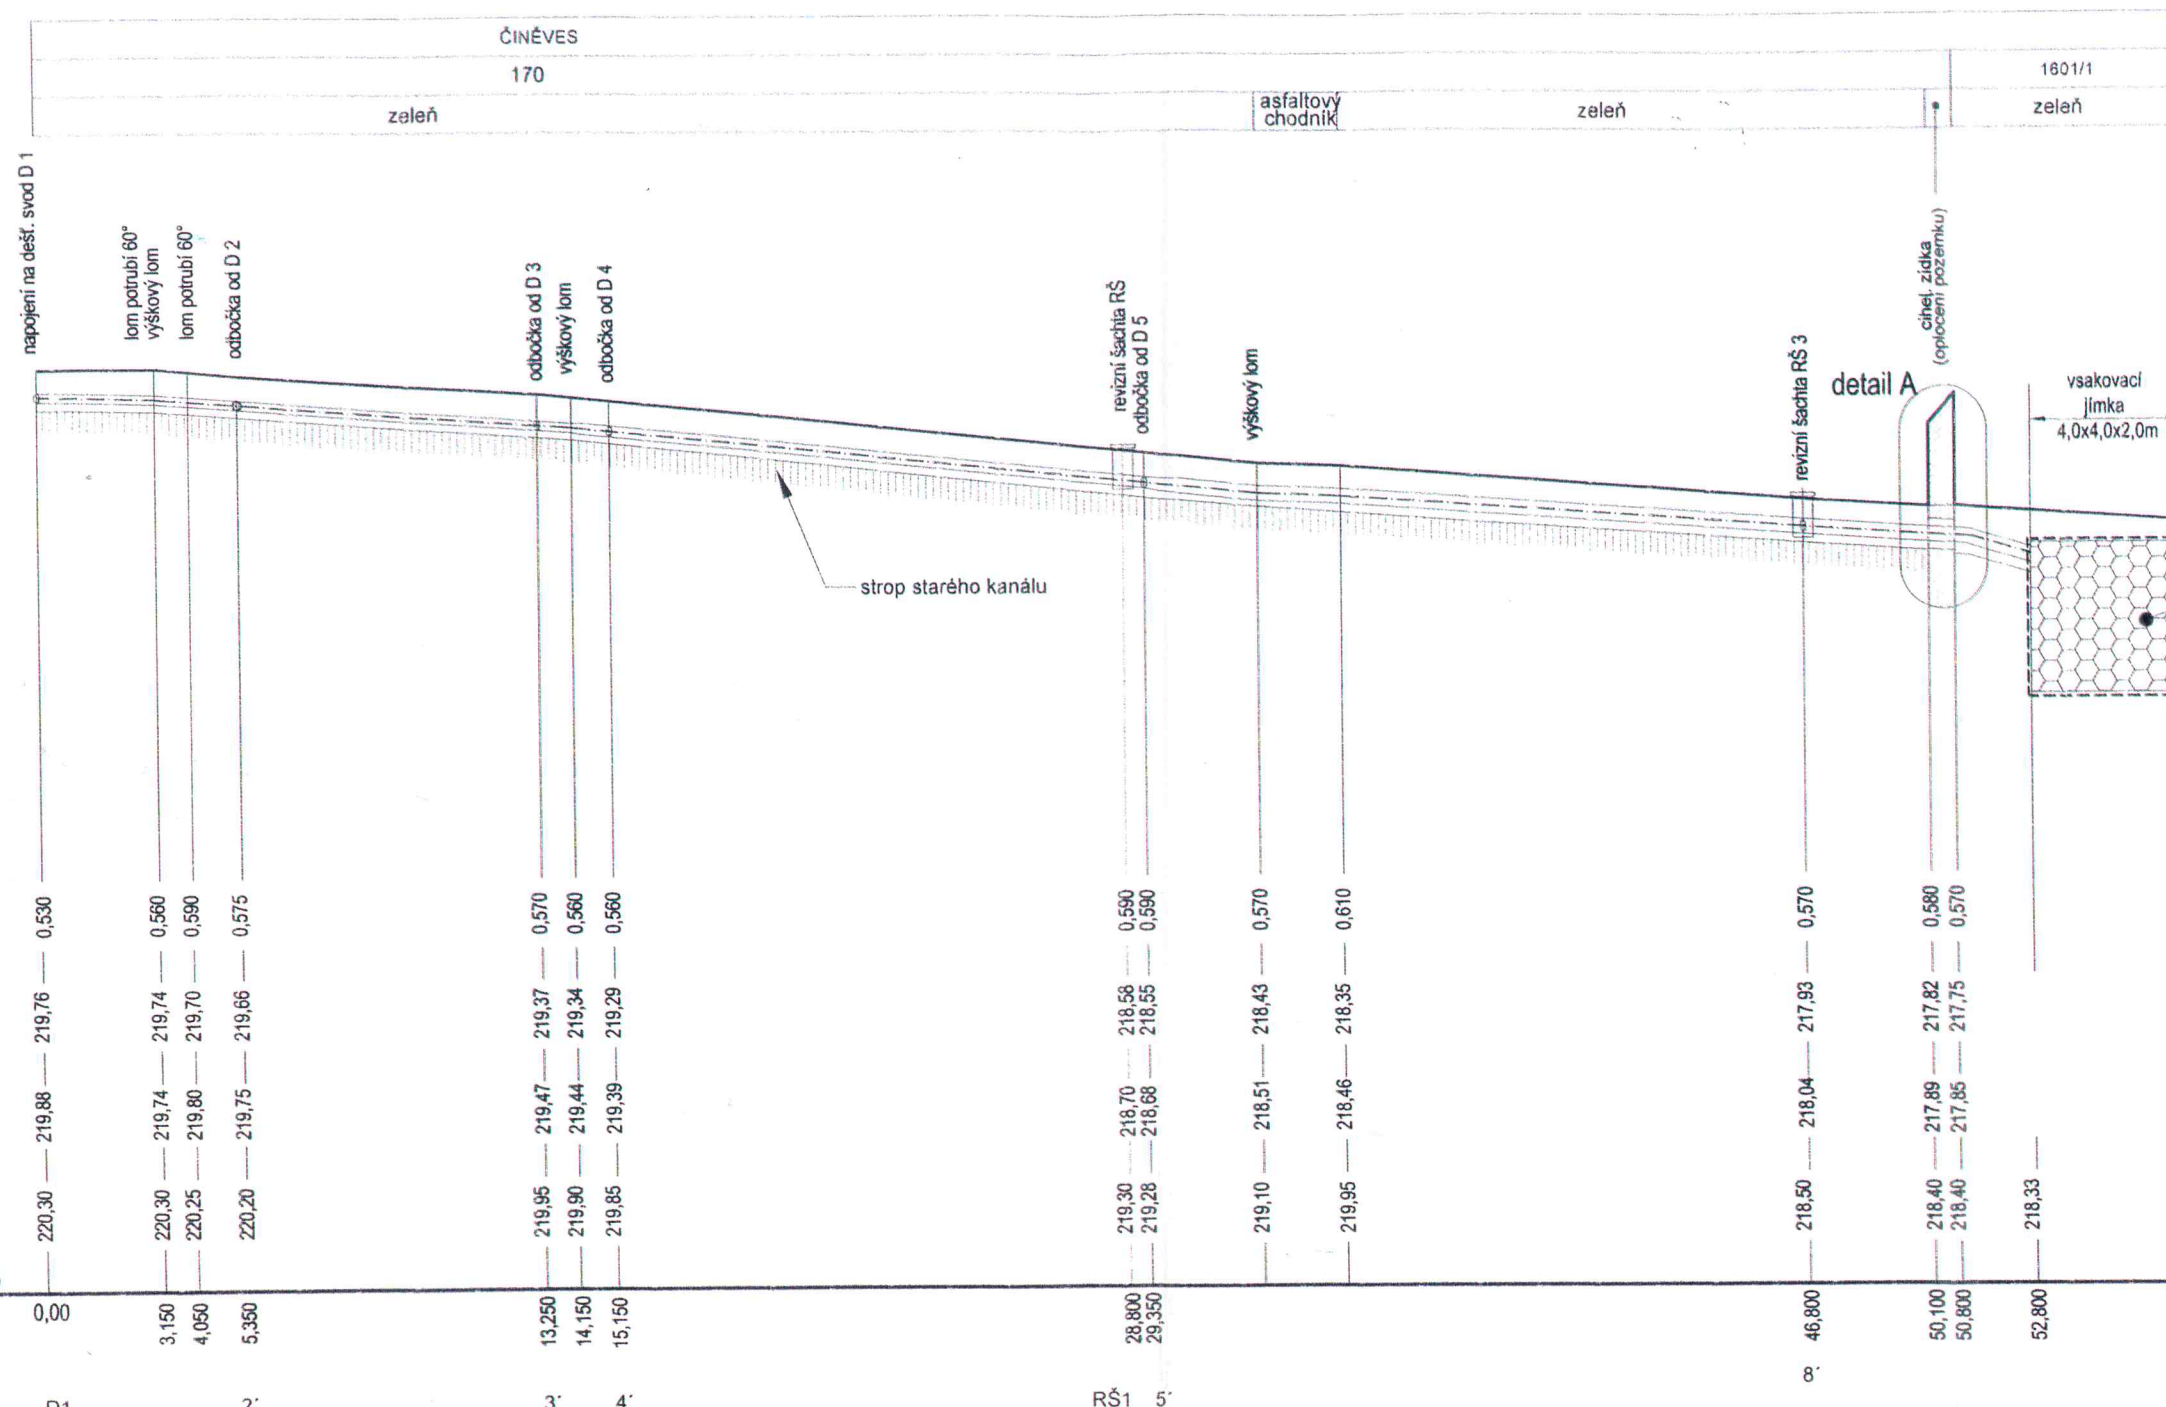 ČINĚVES
170
1601/1
zeleň
asfaltový
chodník
zeleň
zeleň
napojení na dešť. svod D 1
lom potrubí 60°
výškový lom
lom potrubí 60°
odbočka od D 2
odbočka od D 3
výškový lom
odbočka od D 4
revizní šachta RŠ
odbočka od D 5
výškový lom
revizní šachta RŠ 3
detail A
cihel. zídka
(oplocení pozemku)
vsakovací
jímka
4,0x4,0x2,0m
strop starého kanálu
0,530 0,560 0,590 0,575 0,570 0,560 0,560 0,590 0,590 0,570 0,610 0,570 0,580 0,570
219,76 219,74 219,70 219,66 219,37 219,34 219,29 218,58 218,55 218,43 218,35 217,93 217,82 217,75
219,88 219,74 219,80 219,75 219,47 219,44 219,39 218,70 218,68 218,51 218,46 218,04 217,89 217,85
220,30 220,30 220,25 220,20 219,95 219,90 219,85 219,30 219,28 219,10 219,95 218,50 218,40 218,40 218,33
0,00 3,150 4,050 5,350 13,250 14,150 15,150 28,800 29,350 46,800 50,100 50,800 52,800
8´
D1 2´ 3´ 4´ RŠ1 5´